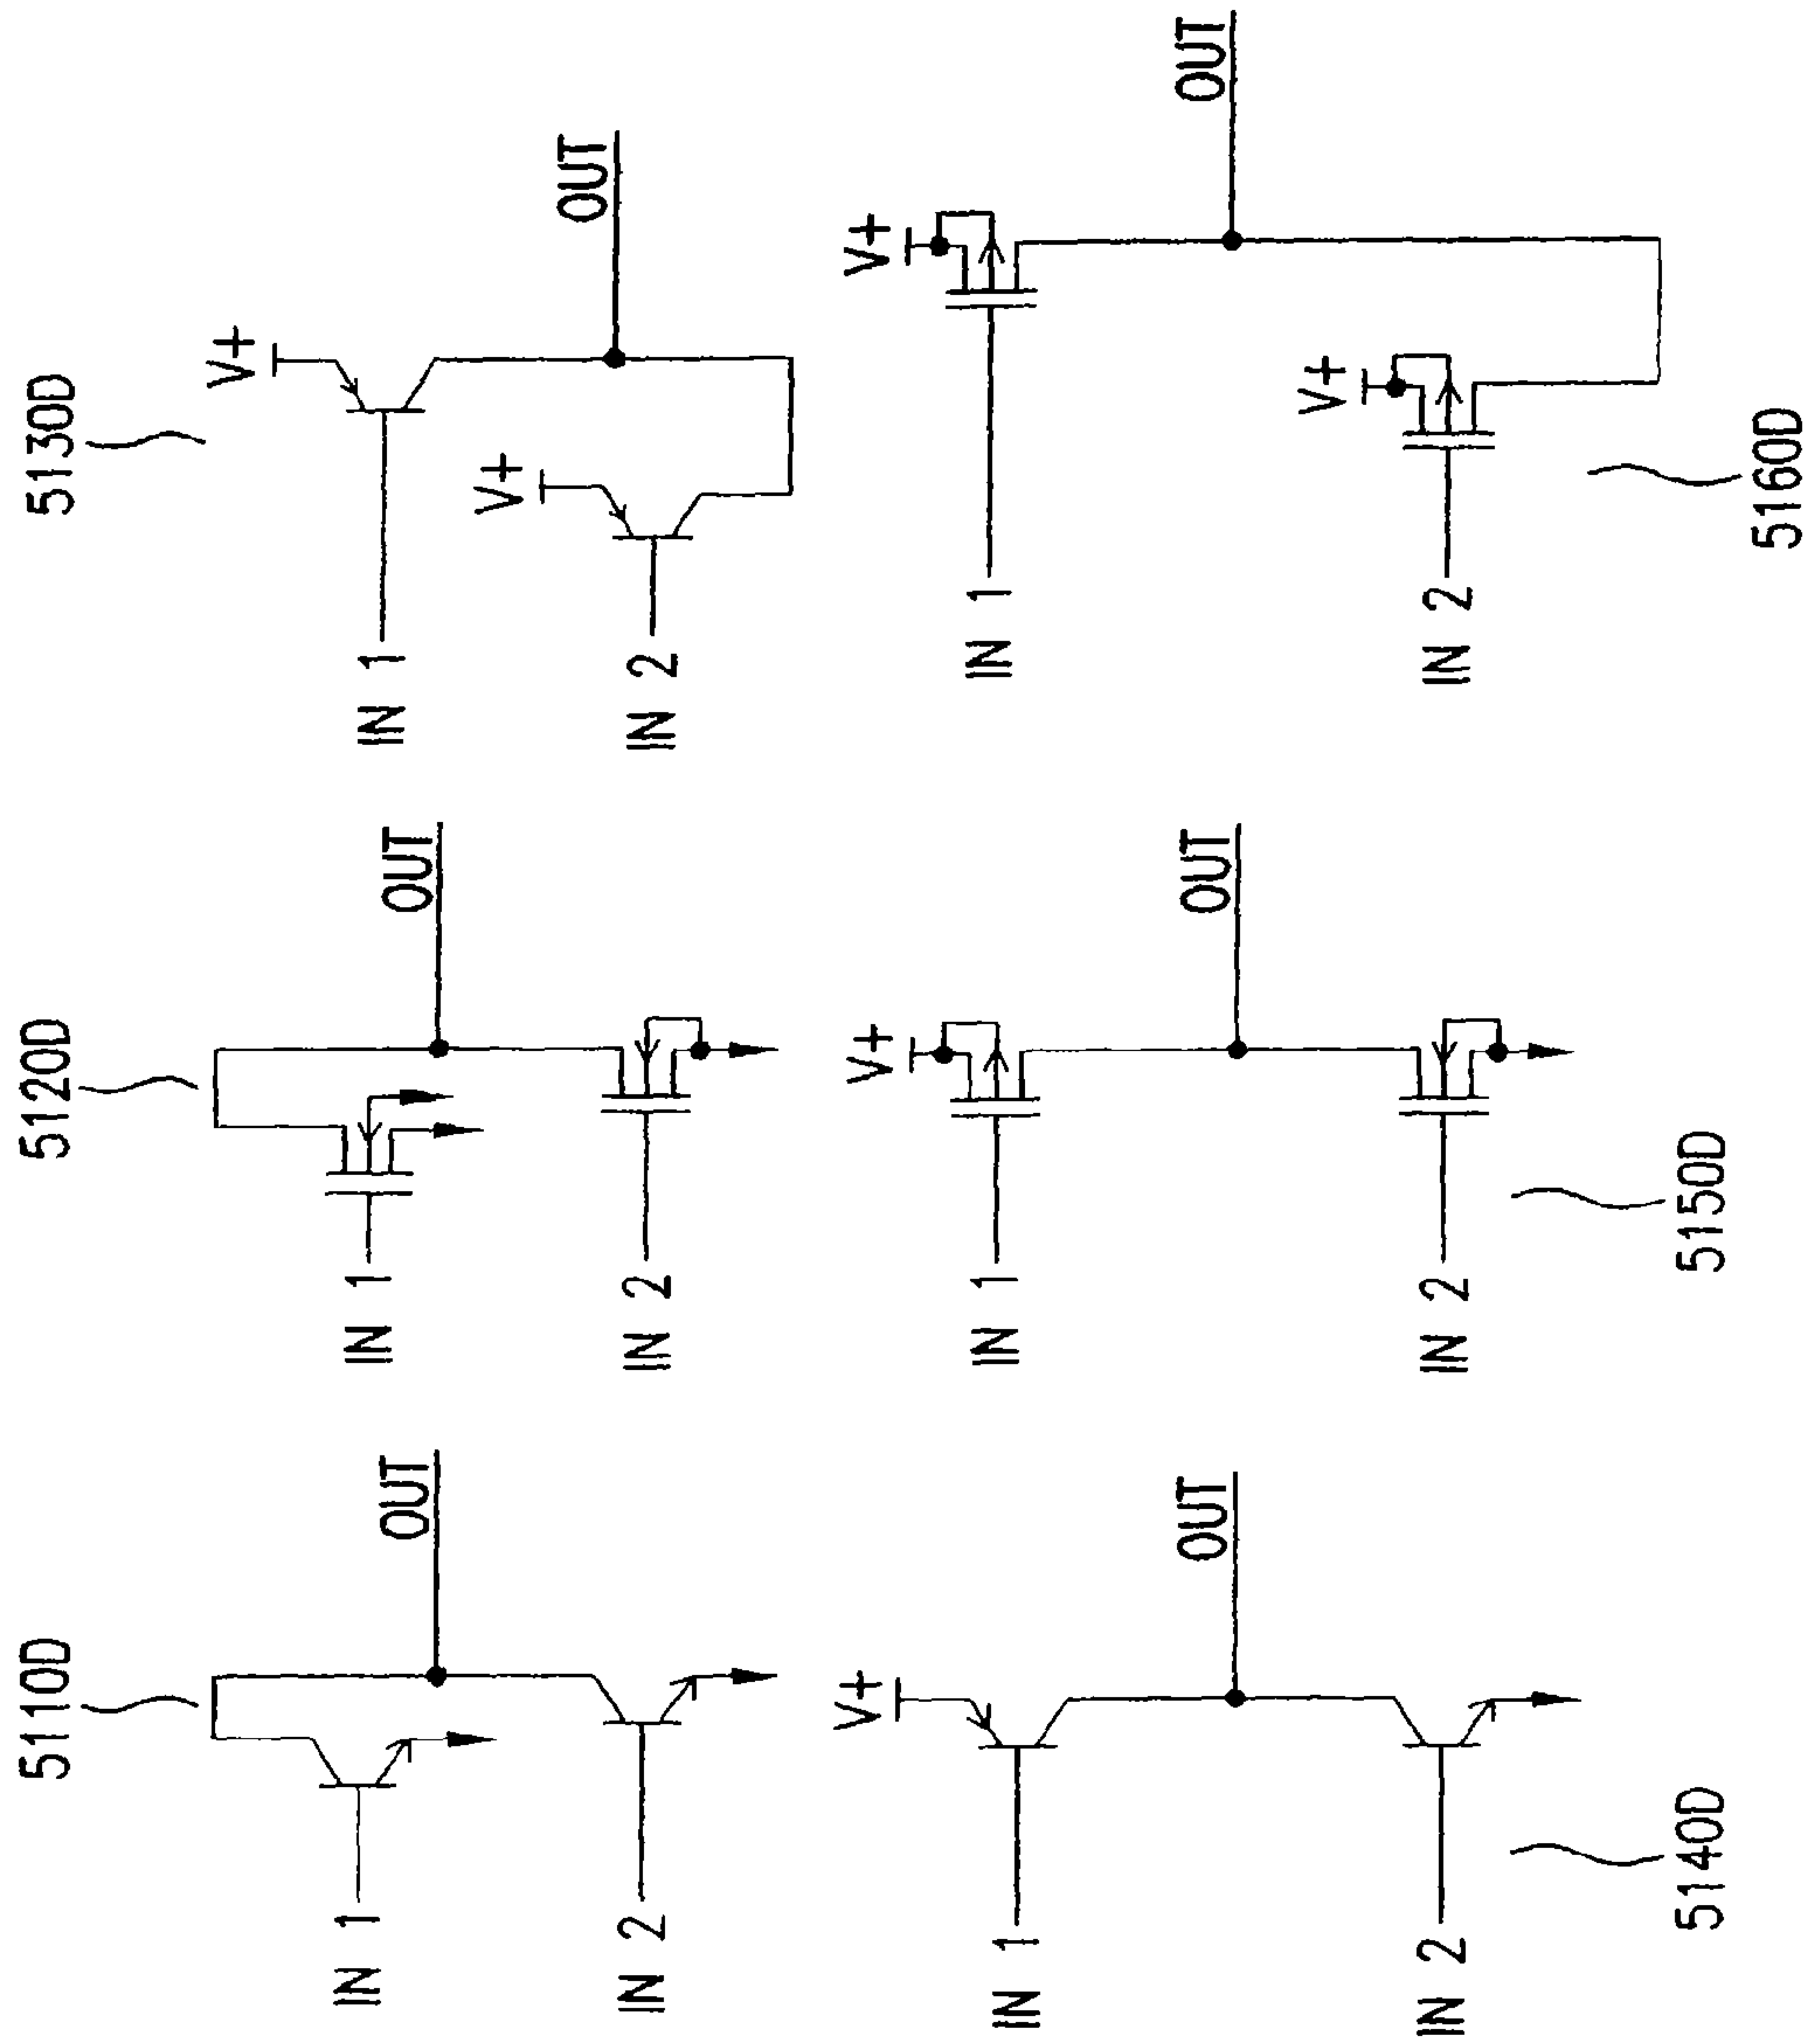 5110D
IN 1
IN 2
OUT
5120D
IN 1
IN 2
OUT
5130D
V+
IN 1
V+
IN 2
OUT
V+
IN 1
IN 2
OUT
5140D
V+
IN 1
IN 2
OUT
5150D
V+
IN 1
V+
IN 2
OUT
5160D